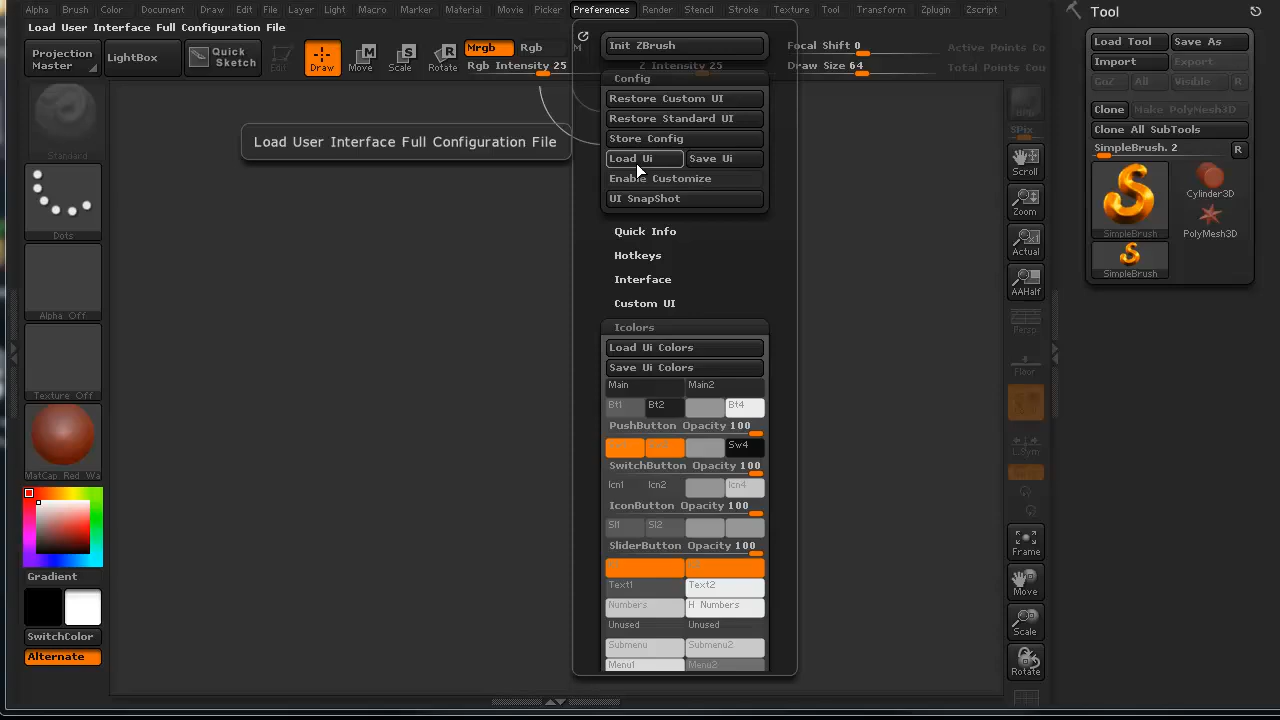 Alpha Brush Color Document Draw Edit File Layer Light Macro Marker Material Movie Picker Preferences Render Stencil Stroke Texture Tool Transform Zplugin Zscript
Load User Interface Full Configuration File
Projection Master
LightBox
Quick Sketch
Edit
Draw
Move
Scale
Rotate
Mrgb
Rgb
Rgb Intensity 25
M
Z Intensity 25
Focal Shift 0
Draw Size 64
Active Points Cou
Total Points Cou
Init ZBrush
Config
Restore Custom UI
Restore Standard UI
Store Config
Load Ui
Save Ui
Enable Customize
UI SnapShot
Load User Interface Full Configuration File
Quick Info
Hotkeys
Interface
Custom UI
Icolors
Load Ui Colors
Save Ui Colors
Main
Main2
Bt1
Bt2
Bt4
PushButton Opacity 100
Sw4
SwitchButton Opacity 100
Icn1
Icn2
Icn4
IconButton Opacity 100
Sl1
Sl2
SliderButton Opacity 100
Text1
Text2
Numbers
H Numbers
Unused
Unused
Submenu
Submenu2
Menu1
Menu2
Standard
Dots
Alpha Off
Texture Off
MatCap Red Wa
Gradient
SwitchColor
Alternate
BPR
SPix
Scroll
Zoom
Actual
AAHalf
Persp
Floor
L.Sym
Frame
Move
Scale
Rotate
Tool
Load Tool
Save As
Import
Export
GoZ
All
Visible
R
Clone
Make PolyMesh3D
Clone All SubTools
SimpleBrush. 2
R
SimpleBrush
Cylinder3D
PolyMesh3D
SimpleBrush